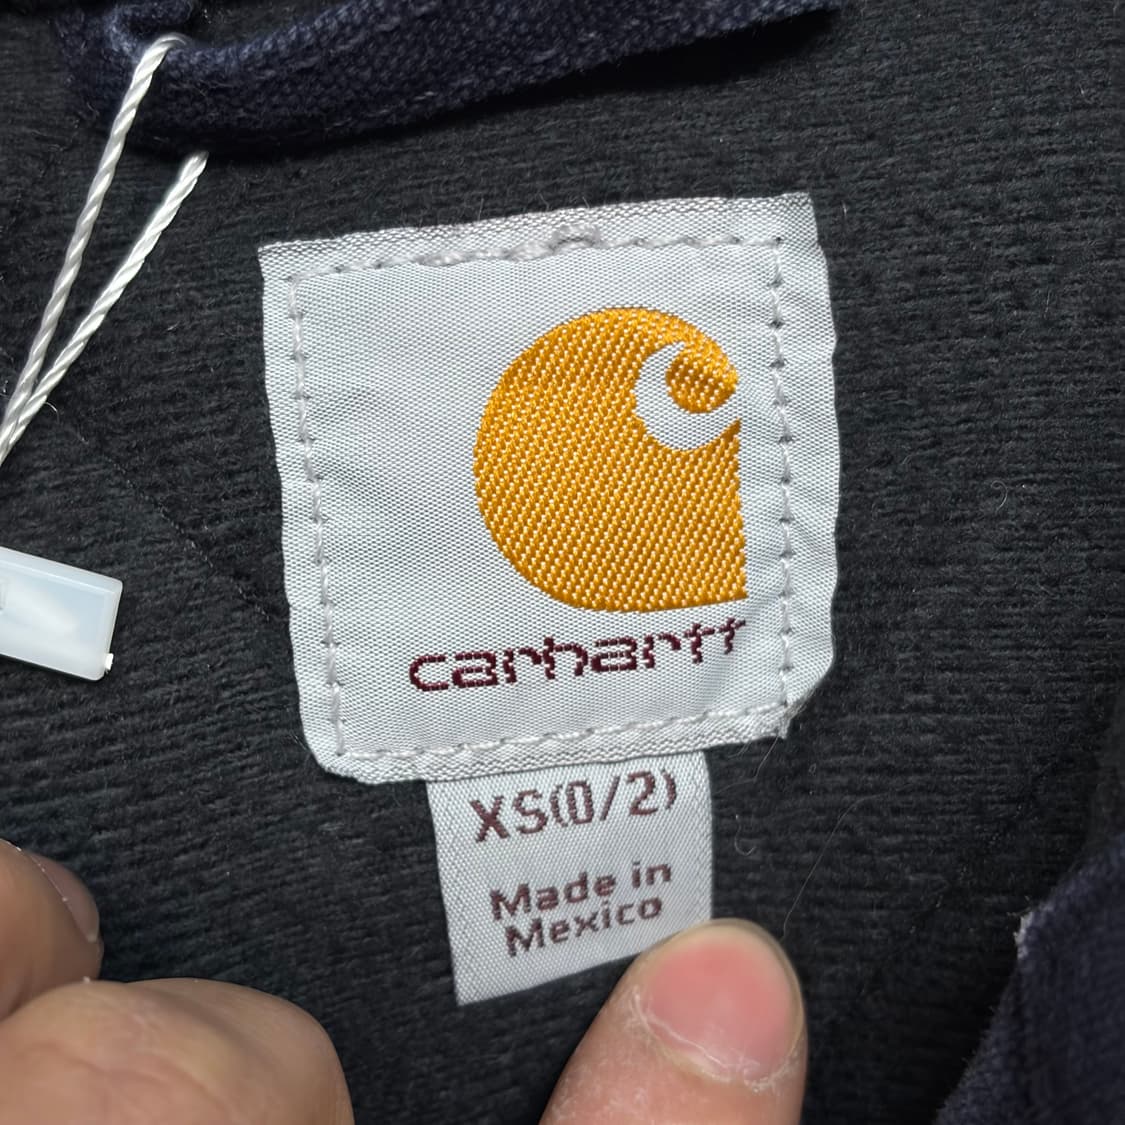 carhartt
XS(0/2)
Made in
Mexico